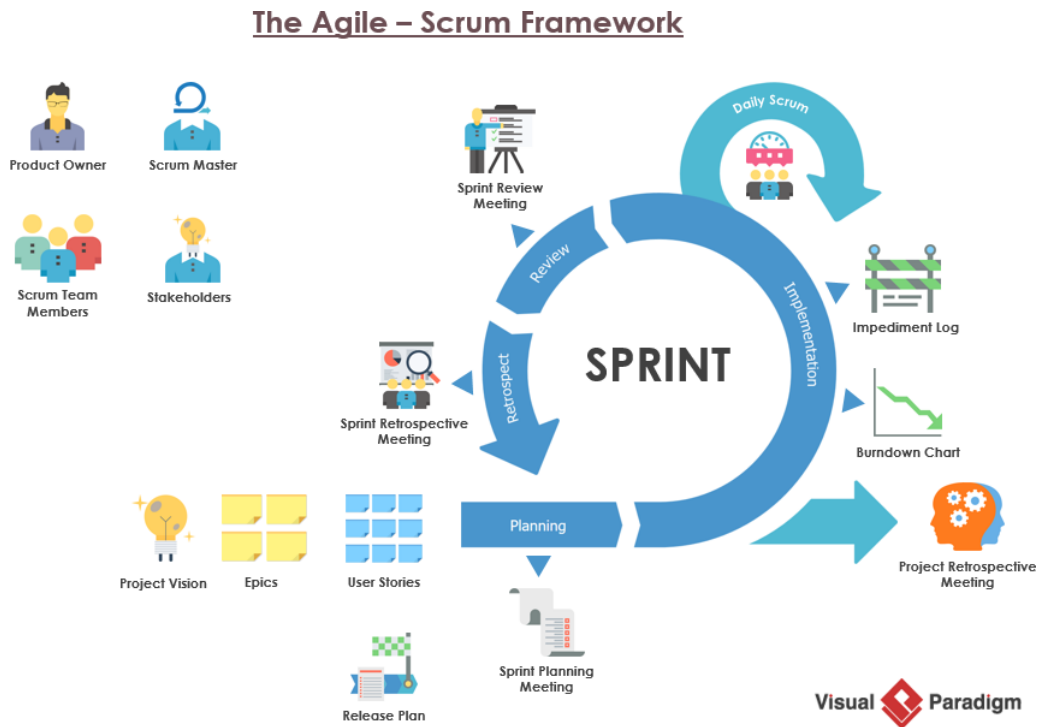 The Agile – Scrum Framework
Product Owner
Scrum Master
Scrum Team
Members
Stakeholders
Sprint Review
Meeting
Daily Scrum
Review
Implementation
Impediment Log
SPRINT
Retrospect
Sprint Retrospective
Meeting
Burndown Chart
Project Vision
Epics
User Stories
Planning
Project Retrospective
Meeting
Sprint Planning
Meeting
Release Plan
Visual Paradigm